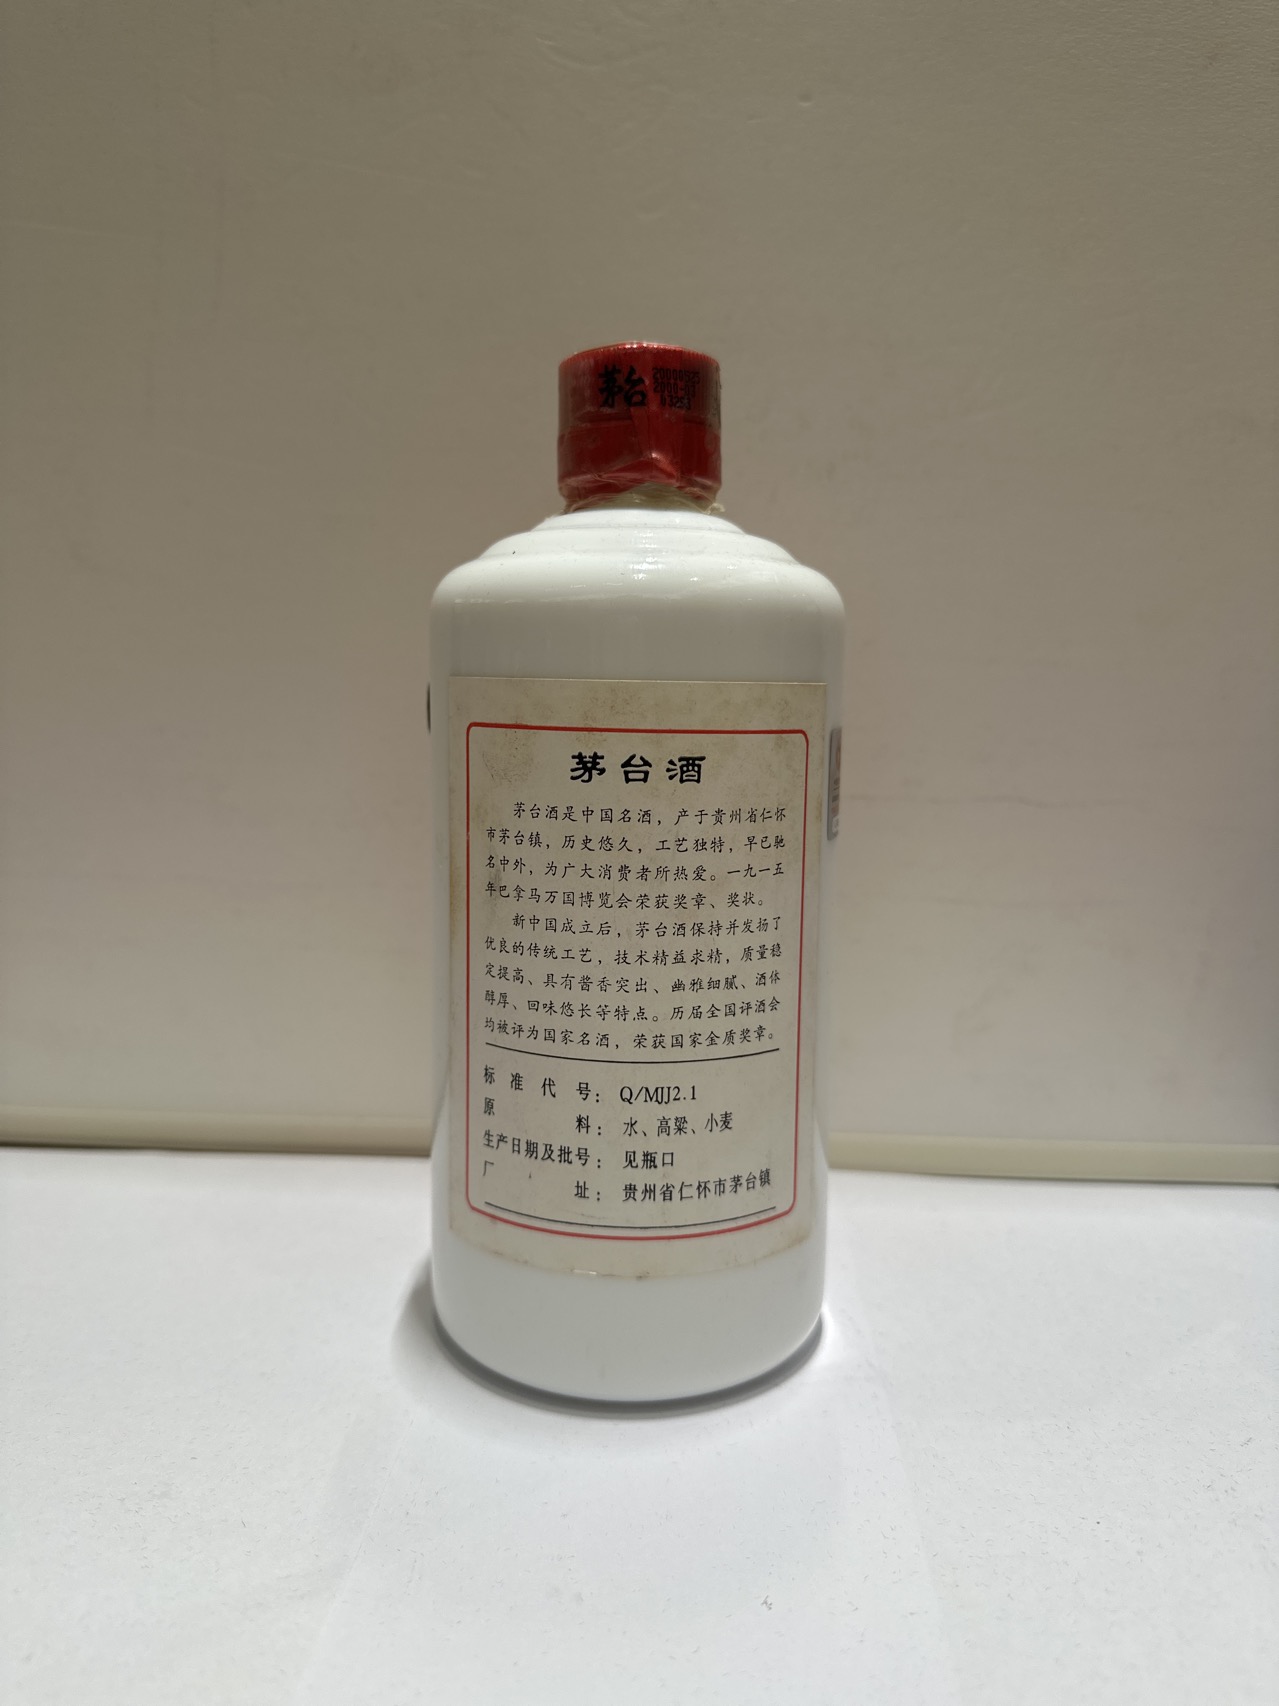 茅台
茅台酒
茅台酒是中国名酒，产于贵州省仁怀
市茅台镇，历史悠久，工艺独特，早已驰
名中外，为广大消费者所热爱。一九一五
年巴拿马万国博览会荣获奖章、奖状。
新中国成立后，茅台酒保持并发扬了
优良的传统工艺，技术精益求精，质量稳
定提高、具有酱香突出、幽雅细腻、酒体
醇厚、回味悠长等特点。历届全国评酒会
均被评为国家名酒，荣获国家金质奖章。
标准代号：Q/MJJ2.1
原料：水、高粱、小麦
生产日期及批号：见瓶口
厂址：贵州省仁怀市茅台镇